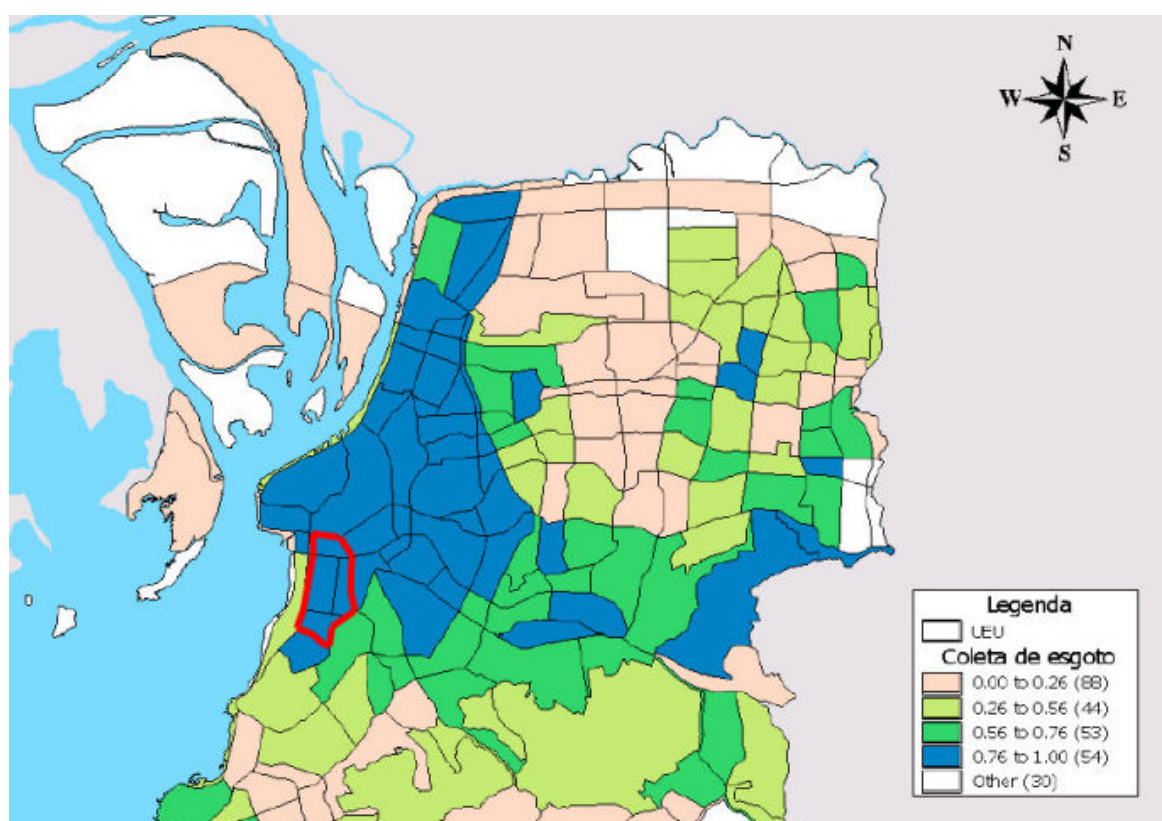 N
W E
S
Legenda
UEU
Coleta de esgoto
0.00 to 0.26 (88)
0.26 to 0.56 (44)
0.56 to 0.76 (53)
0.76 to 1.00 (54)
Other (30)